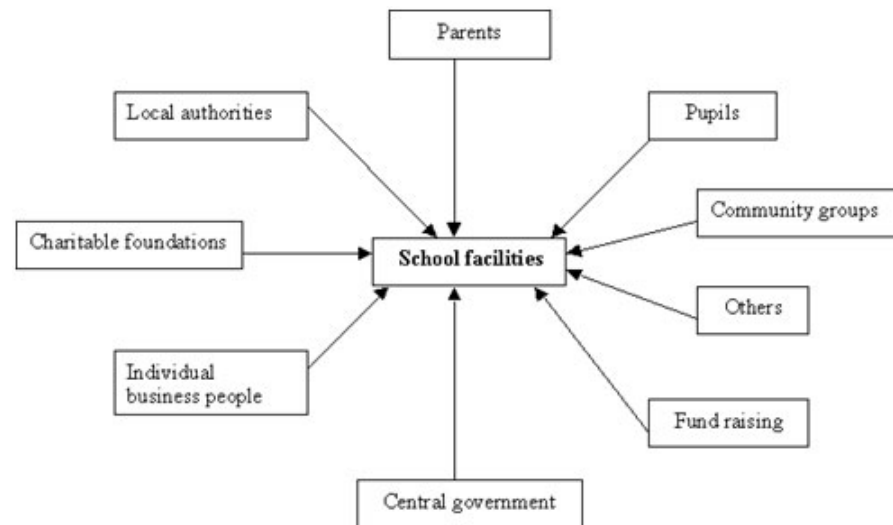 Parents
Local authorities
Pupils
Community groups
Charitable foundations
School facilities
Others
Individual
business people
Fund raising
Central government